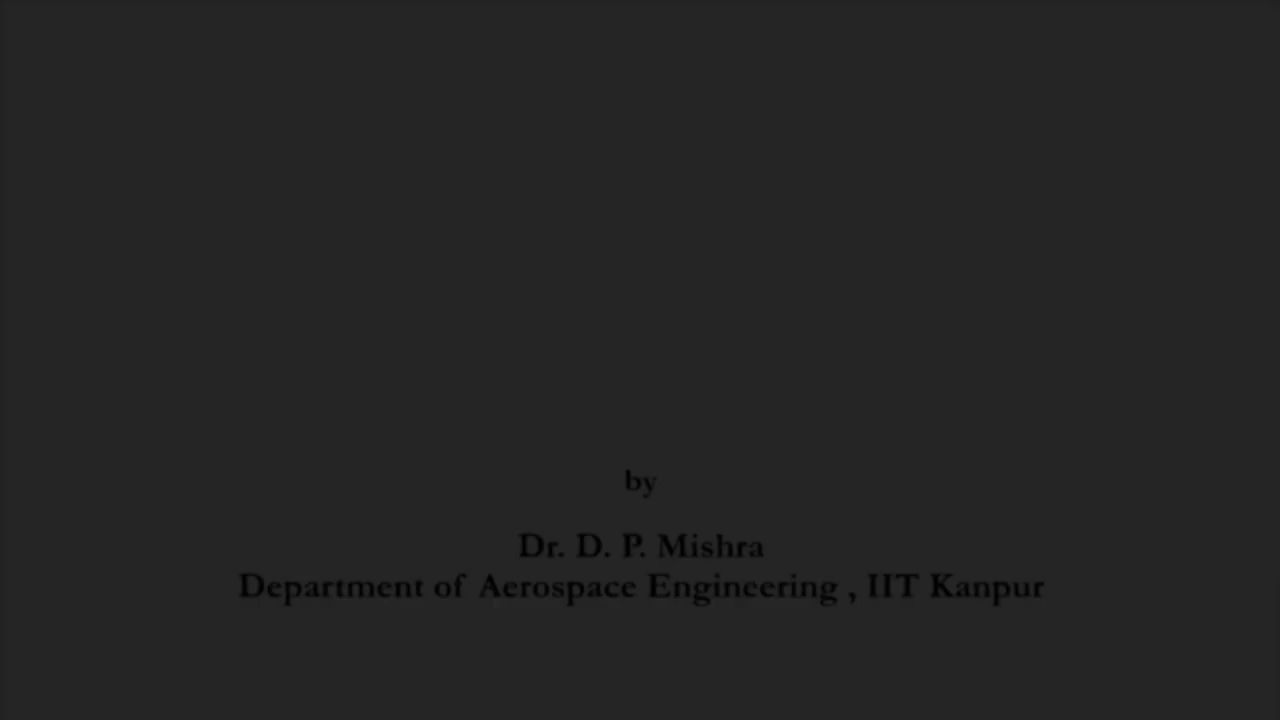 by
Dr. D. P. Mishra
Department of Aerospace Engineering , IIT Kanpur